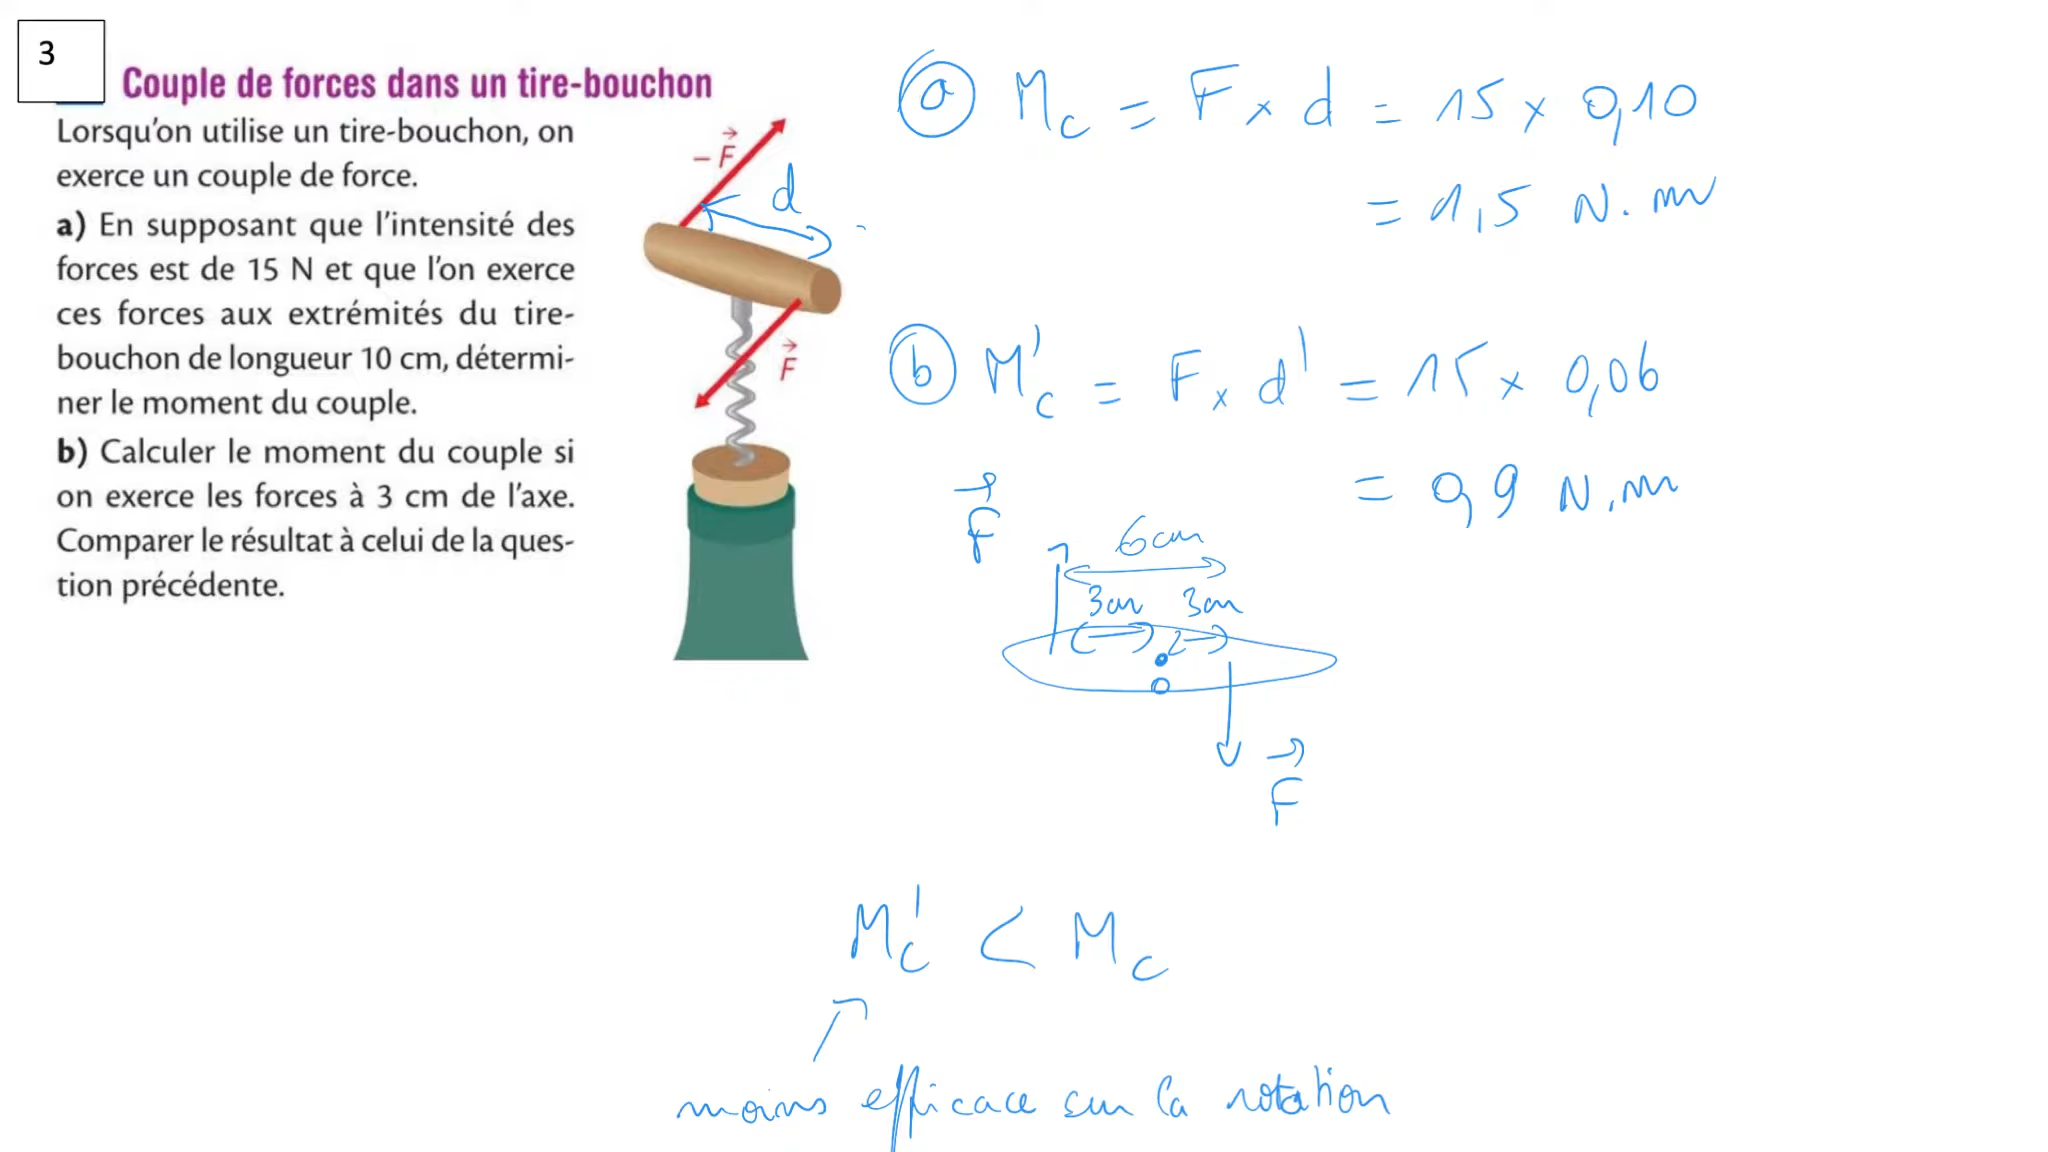 3
Couple de forces dans un tire-bouchon
Lorsqu'on utilise un tire-bouchon, on
exerce un couple de force.
a) En supposant que l'intensité des
forces est de 15 N et que l'on exerce
ces forces aux extrémités du tire-
bouchon de longueur 10 cm, détermi-
ner le moment du couple.
b) Calculer le moment du couple si
on exerce les forces à 3 cm de l'axe.
Comparer le résultat à celui de la ques-
tion précédente.
− F⃗
d
F⃗
ⓐ Mc = F × d = 15 × 0,10
= 1,5 N.m
ⓑ M'c = F × d' = 15 × 0,06
= 0,9 N.m
F⃗
6cm
3cm 3cm
o
F⃗
M'c < Mc
moins efficace sur la rotation